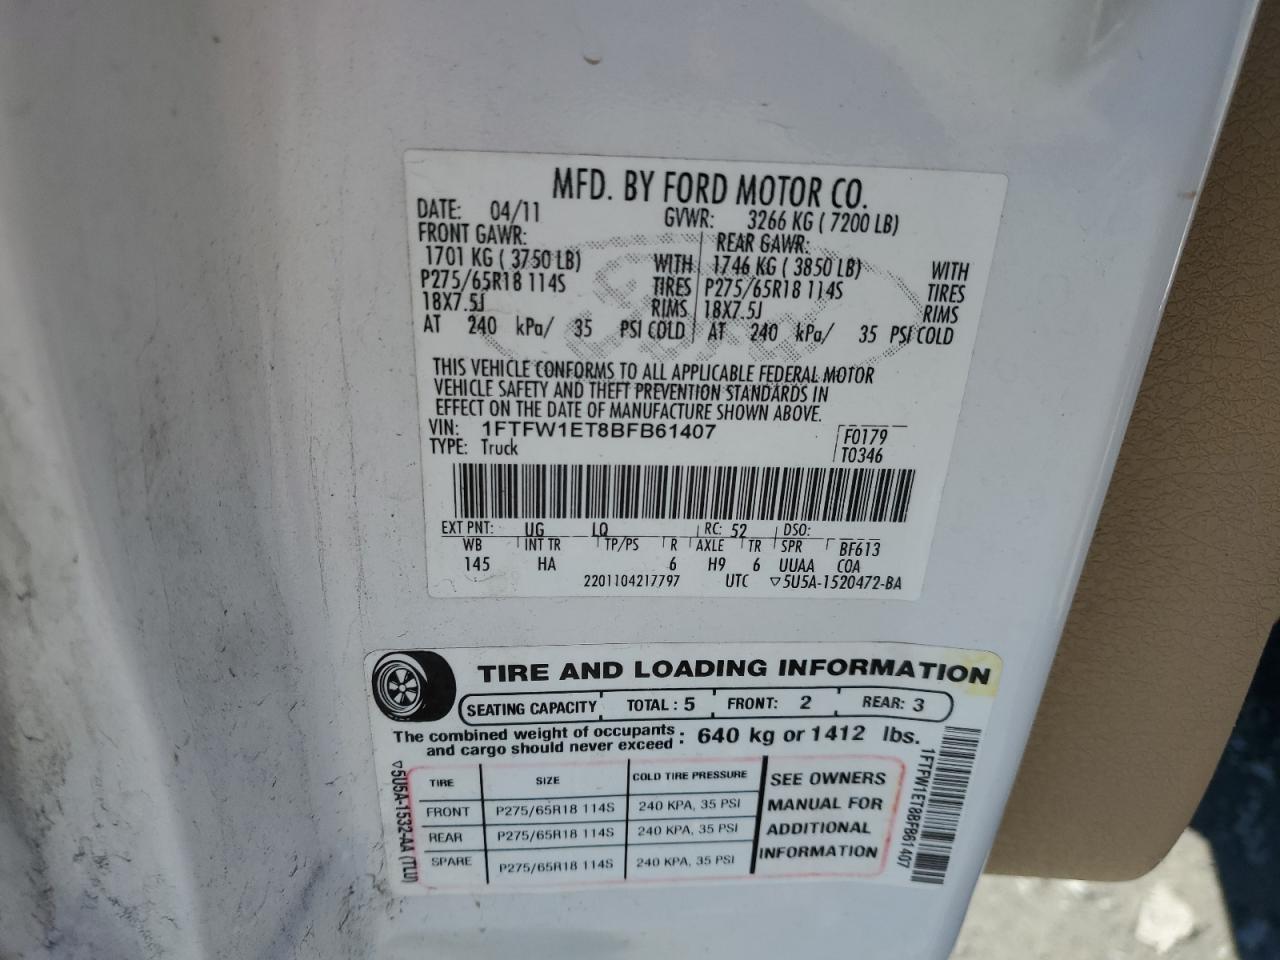 MFD. BY FORD MOTOR CO.
DATE: 04/11 GVWR: 3266 KG ( 7200 LB)
FRONT GAWR: REAR GAWR:
1701 KG ( 3750 LB) WITH 1746 KG ( 3850 LB) WITH
P275/65R18 114S TIRES P275/65R18 114S TIRES
18X7.5J RIMS 18X7.5J RIMS
AT 240 kPa/ 35 PSI COLD AT 240 kPa/ 35 PSI COLD
THIS VEHICLE CONFORMS TO ALL APPLICABLE FEDERAL MOTOR
VEHICLE SAFETY AND THEFT PREVENTION STANDARDS IN
EFFECT ON THE DATE OF MANUFACTURE SHOWN ABOVE.
VIN: 1FTFW1ET8BFB61407 F0179
TYPE: Truck T0346
EXT PNT: UG LQ RC: 52 DSO:
WB INT TR TP/PS R AXLE TR SPR BF613
145 HA 6 H9 6 UUAA COA
2201104217797 UTC ▽5U5A-1520472-BA
TIRE AND LOADING INFORMATION
SEATING CAPACITY TOTAL : 5 FRONT: 2 REAR: 3
The combined weight of occupants
and cargo should never exceed : 640 kg or 1412 lbs.
TIRE SIZE COLD TIRE PRESSURE
FRONT P275/65R18 114S 240 KPA, 35 PSI
REAR P275/65R18 114S 240 KPA, 35 PSI
SPARE P275/65R18 114S 240 KPA, 35 PSI
SEE OWNERS
MANUAL FOR
ADDITIONAL
INFORMATION
▽5U5A-1532-AA (TLU)
1FTFW1ET8BFB61407